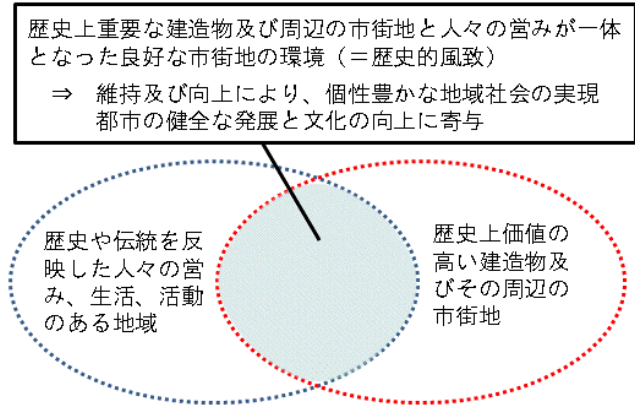 歴史上重要な建造物及び周辺の市街地と人々の営みが一体
となった良好な市街地の環境（＝歴史的風致）
⇒ 維持及び向上により、個性豊かな地域社会の実現
都市の健全な発展と文化の向上に寄与
歴史や伝統を反
映した人々の営
み、生活、活動
のある地域
歴史上価値の
高い建造物及
びその周辺の
市街地